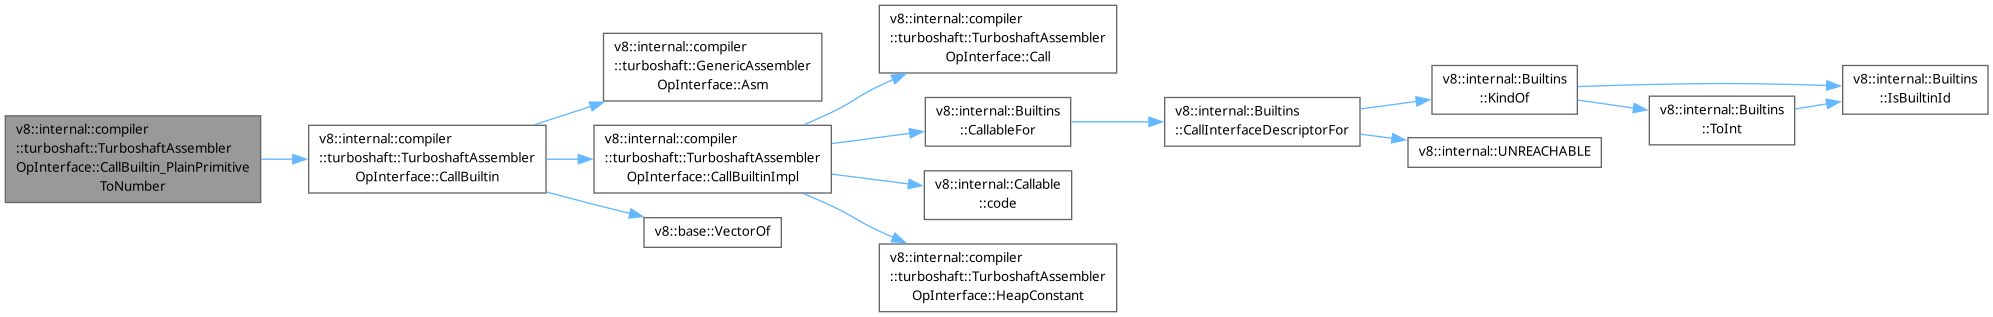 v8::internal::compiler
::turboshaft::TurboshaftAssembler
OpInterface::CallBuiltin_PlainPrimitive
ToNumber
v8::internal::compiler
::turboshaft::TurboshaftAssembler
OpInterface::CallBuiltin
v8::internal::compiler
::turboshaft::GenericAssembler
OpInterface::Asm
v8::internal::compiler
::turboshaft::TurboshaftAssembler
OpInterface::CallBuiltinImpl
v8::base::VectorOf
v8::internal::compiler
::turboshaft::TurboshaftAssembler
OpInterface::Call
v8::internal::Builtins
::CallableFor
v8::internal::Callable
::code
v8::internal::compiler
::turboshaft::TurboshaftAssembler
OpInterface::HeapConstant
v8::internal::Builtins
::CallInterfaceDescriptorFor
v8::internal::Builtins
::KindOf
v8::internal::UNREACHABLE
v8::internal::Builtins
::ToInt
v8::internal::Builtins
::IsBuiltinId